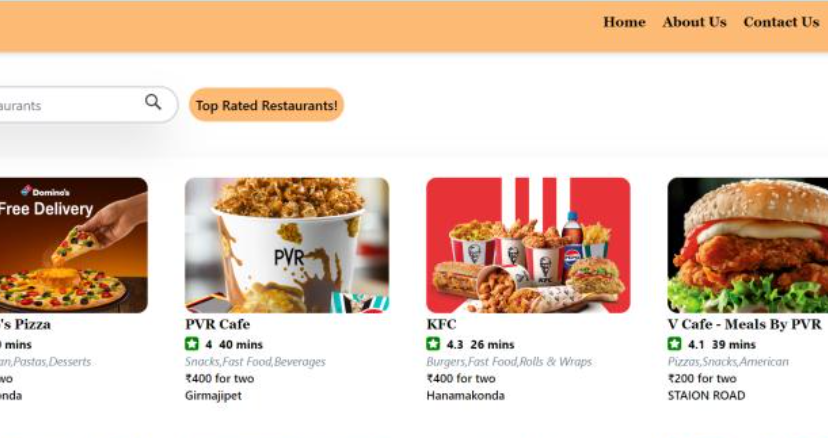 Home About Us Contact Us
aurants
Top Rated Restaurants!
Domino's
Free Delivery
PVR
KFC
's Pizza
mins
an,Pastas,Desserts
wo
onda
PVR Cafe
4 40 mins
Snacks,Fast Food,Beverages
₹400 for two
Girmajipet
KFC
4.3 26 mins
Burgers,Fast Food,Rolls & Wraps
₹400 for two
Hanamakonda
V Cafe - Meals By PVR
4.1 39 mins
Pizzas,Snacks,American
₹200 for two
STAION ROAD